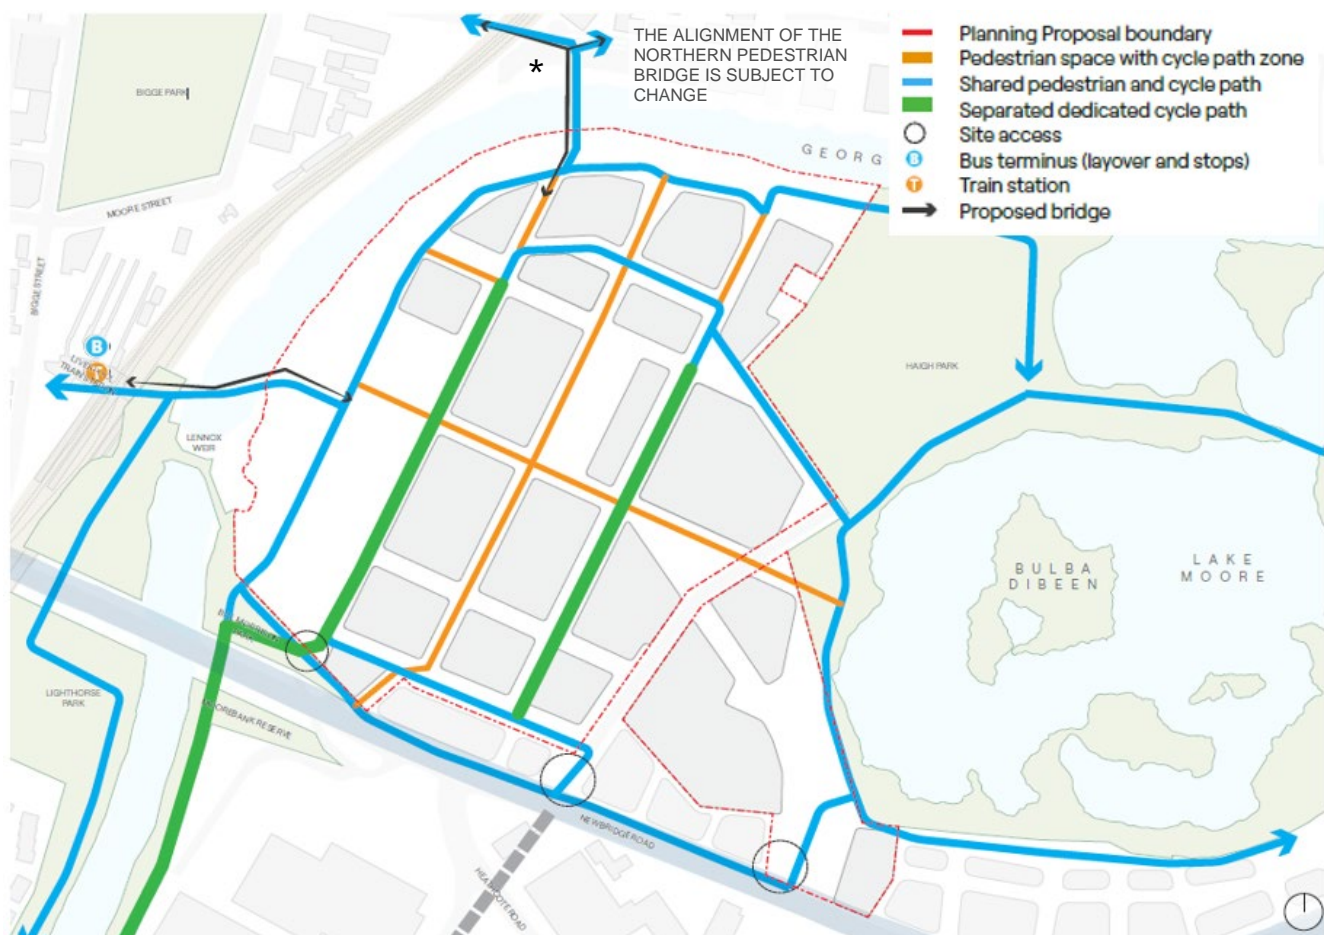 THE ALIGNMENT OF THE
NORTHERN PEDESTRIAN
BRIDGE IS SUBJECT TO
CHANGE
*
Planning Proposal boundary
Pedestrian space with cycle path zone
Shared pedestrian and cycle path
Separated dedicated cycle path
Site access
B Bus terminus (layover and stops)
T Train station
Proposed bridge
BIGGE PARK
GEORG
MOORE STREET
BIGGE STREET
B
T
HAIGH PARK
LENNOX
WEIR
BULBA
DIBEEN
LAKE
MOORE
LIGHTHORSE
PARK
NEWBRIDGE ROAD
ROAD